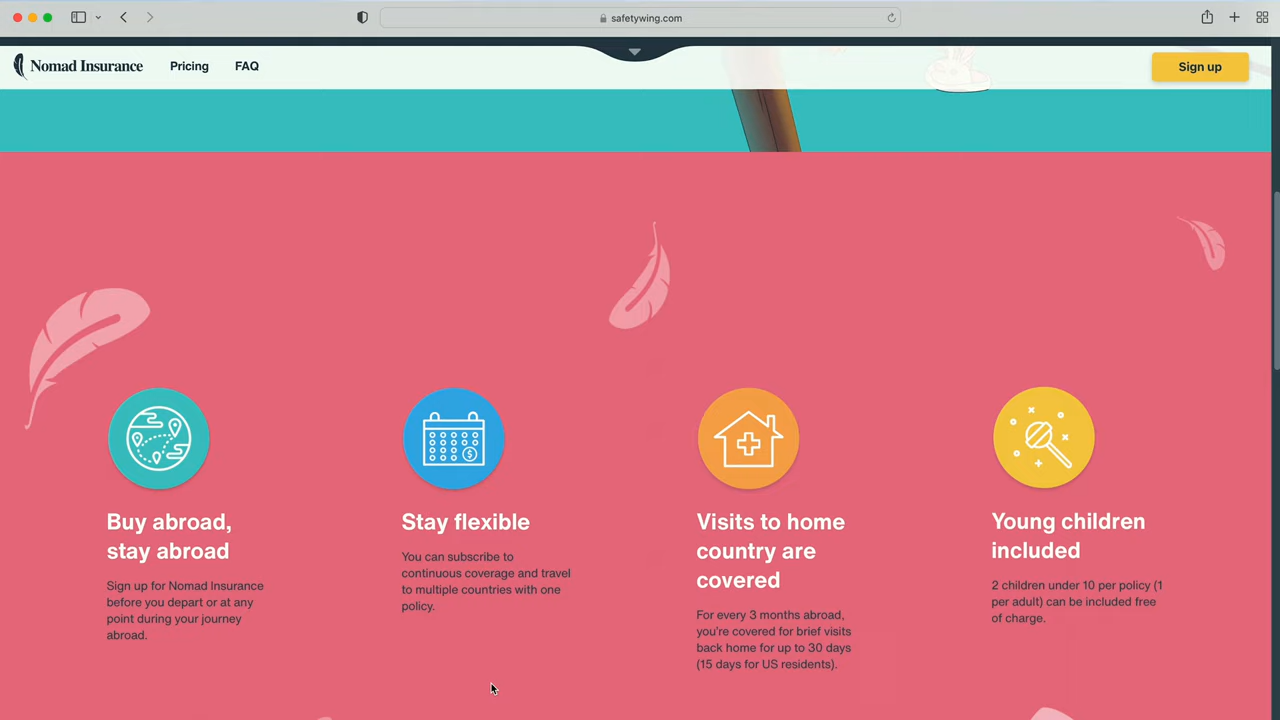 safetywing.com
Nomad Insurance
Pricing
FAQ
Sign up
Buy abroad,
stay abroad
Sign up for Nomad Insurance
before you depart or at any
point during your journey
abroad.
Stay flexible
You can subscribe to
continuous coverage and travel
to multiple countries with one
policy.
Visits to home
country are
covered
For every 3 months abroad,
you're covered for brief visits
back home for up to 30 days
(15 days for US residents).
Young children
included
2 children under 10 per policy (1
per adult) can be included free
of charge.